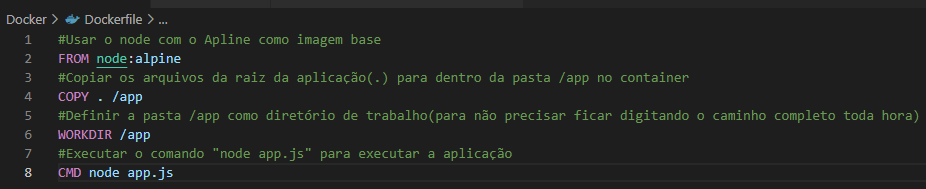 Docker > Dockerfile > ...
1 #Usar o node com o Apline como imagem base
2 FROM node:alpine
3 #Copiar os arquivos da raiz da aplicação(.) para dentro da pasta /app no container
4 COPY . /app
5 #Definir a pasta /app como diretório de trabalho(para não precisar ficar digitando o caminho completo toda hora)
6 WORKDIR /app
7 #Executar o comando "node app.js" para executar a aplicação
8 CMD node app.js